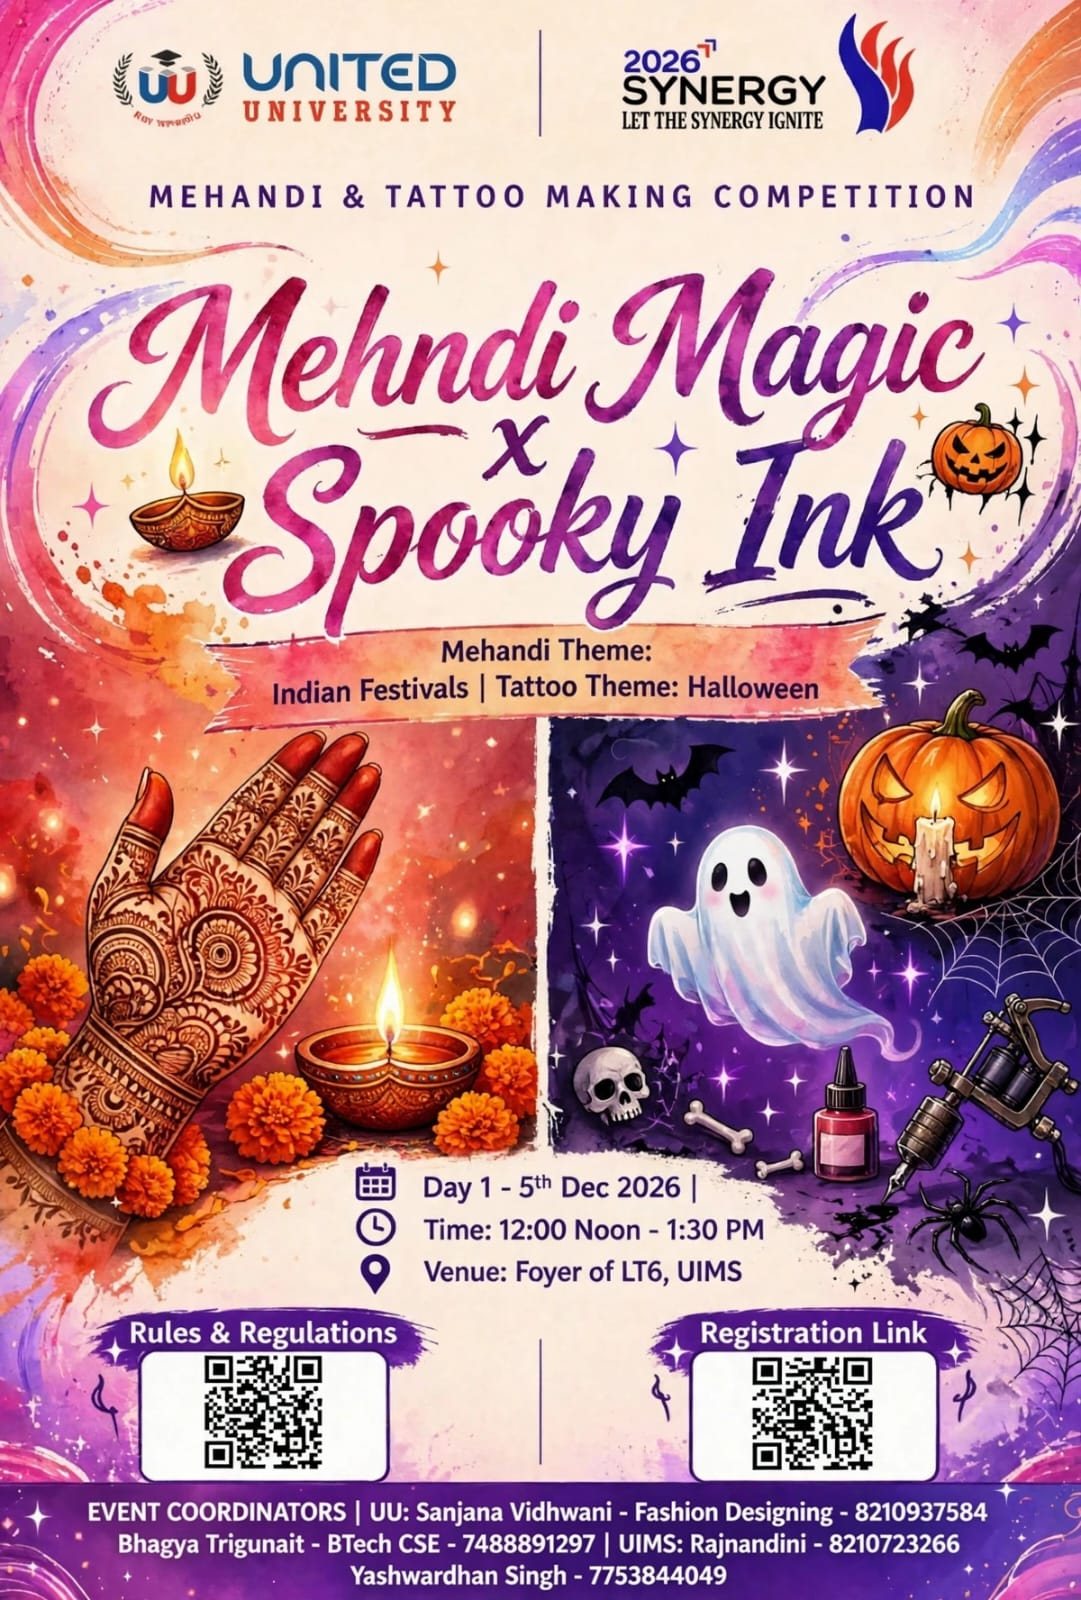 UU
UNITED
UNIVERSITY
2026
SYNERGY
LET THE SYNERGY IGNITE
MEHANDI & TATTOO MAKING COMPETITION
Mehndi Magic
x
Spooky Ink
Mehandi Theme:
Indian Festivals | Tattoo Theme: Halloween
Day 1 - 5th Dec 2026 |
Time: 12:00 Noon - 1:30 PM
Venue: Foyer of LT6, UIMS
Rules & Regulations
Registration Link
EVENT COORDINATORS | UU: Sanjana Vidhwani - Fashion Designing - 8210937584
Bhagya Trigunait - BTech CSE - 7488891297 | UIMS: Rajnandini - 8210723266
Yashwardhan Singh - 7753844049